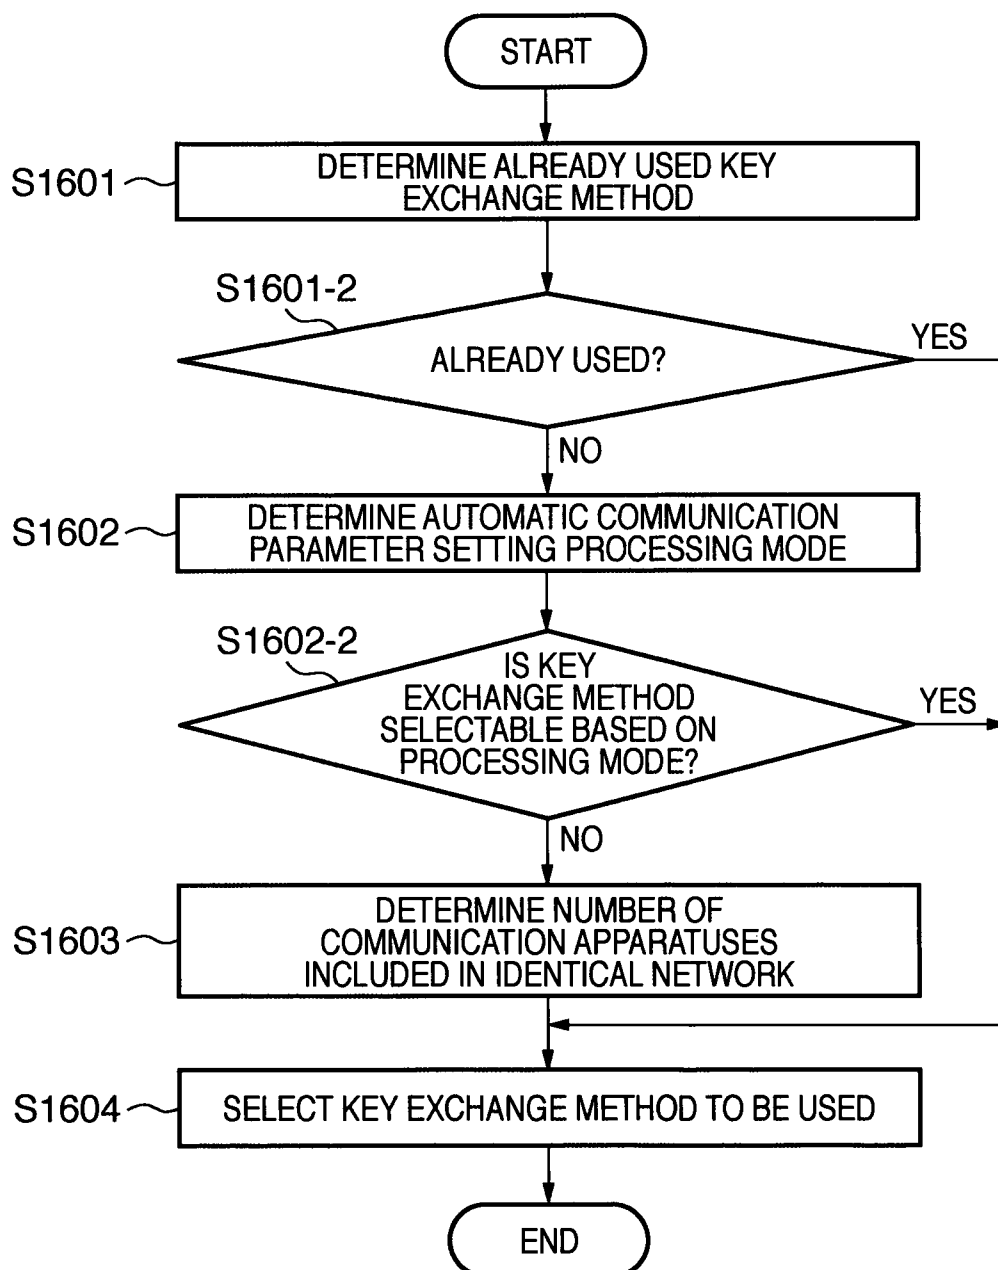 START
S1601
DETERMINE ALREADY USED KEY
EXCHANGE METHOD
S1601-2
ALREADY USED?
YES
NO
S1602
DETERMINE AUTOMATIC COMMUNICATION
PARAMETER SETTING PROCESSING MODE
S1602-2
IS KEY
EXCHANGE METHOD
SELECTABLE BASED ON
PROCESSING MODE?
YES
NO
S1603
DETERMINE NUMBER OF
COMMUNICATION APPARATUSES
INCLUDED IN IDENTICAL NETWORK
S1604
SELECT KEY EXCHANGE METHOD TO BE USED
END